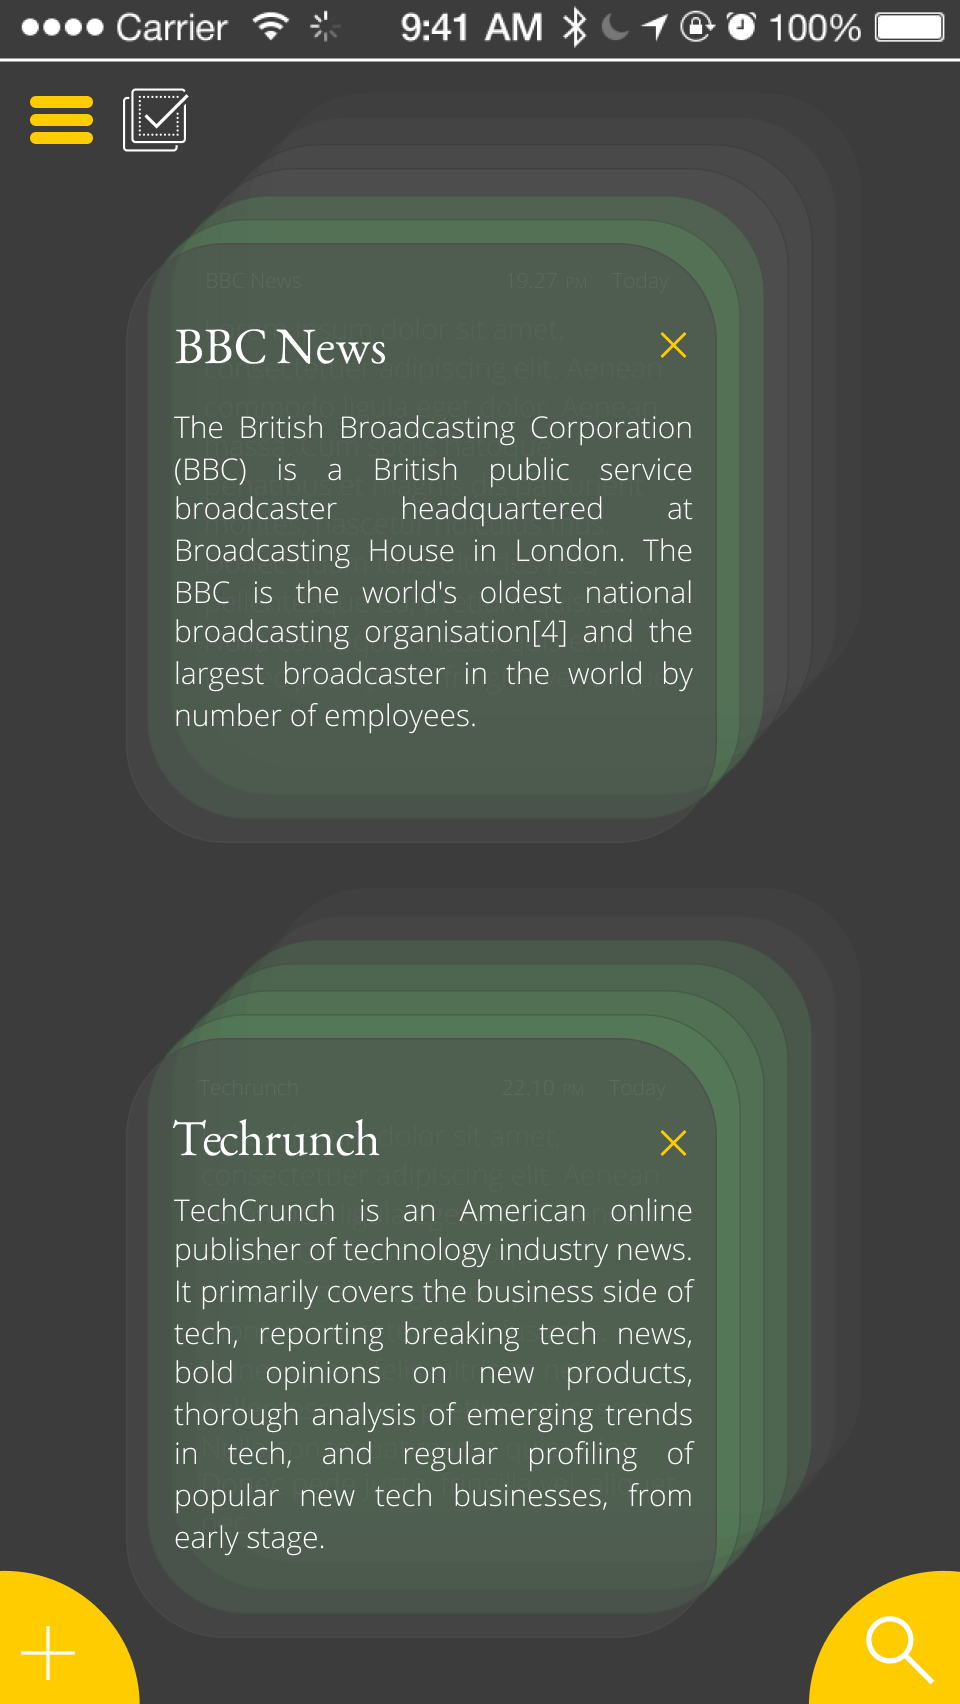 Carrier 9:41 AM 100%
BBC News 19.27 PM Today
BBC News
The British Broadcasting Corporation
(BBC) is a British public service
broadcaster headquartered at
Broadcasting House in London. The
BBC is the world's oldest national
broadcasting organisation[4] and the
largest broadcaster in the world by
number of employees.
Techrunch 22.10 PM Today
Techrunch
TechCrunch is an American online
publisher of technology industry news.
It primarily covers the business side of
tech, reporting breaking tech news,
bold opinions on new products,
thorough analysis of emerging trends
in tech, and regular profiling of
popular new tech businesses, from
early stage.